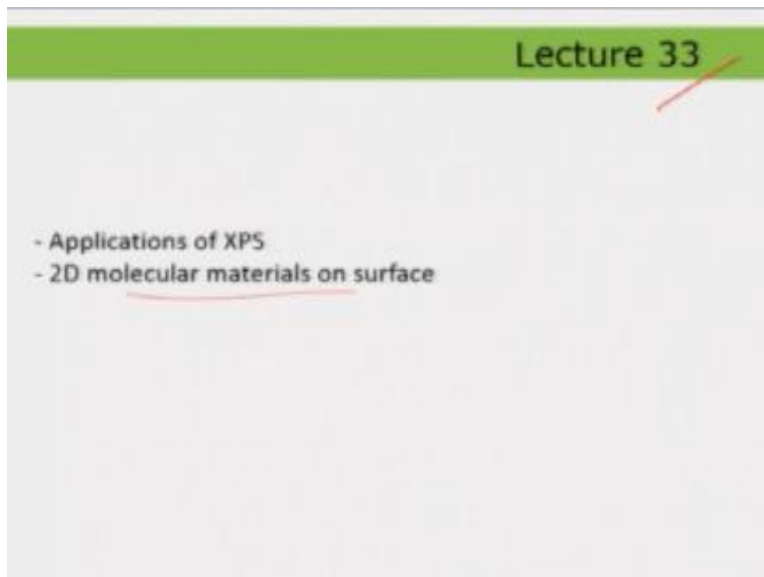 Lecture 33
- Applications of XPS
- 2D molecular materials on surface